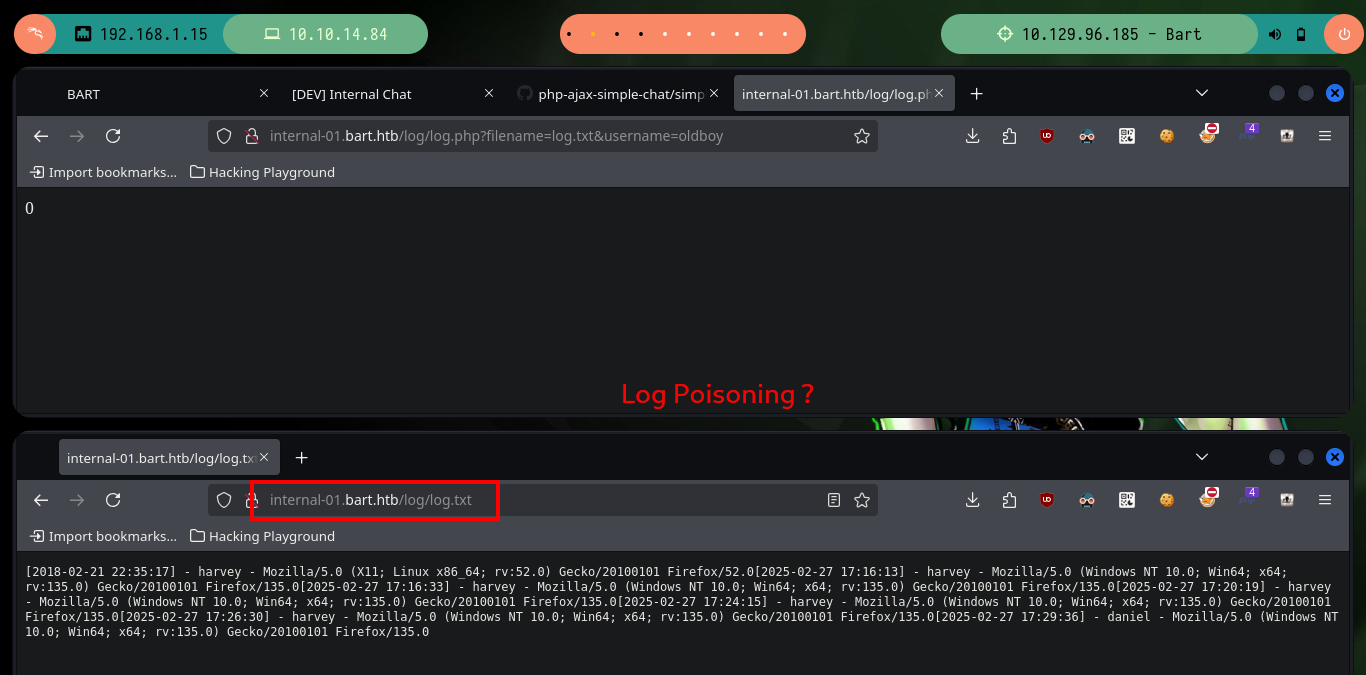 192.168.1.15 10.10.14.84 10.129.96.185 - Bart
BART [DEV] Internal Chat php-ajax-simple-chat/simp internal-01.bart.htb/log/log.ph
internal-01.bart.htb/log/log.php?filename=log.txt&username=oldboy 4
Import bookmarks... Hacking Playground
0
Log Poisoning ?
internal-01.bart.htb/log/log.tx
internal-01.bart.htb/log/log.txt 4
Import bookmarks... Hacking Playground
[2018-02-21 22:35:17] - harvey - Mozilla/5.0 (X11; Linux x86_64; rv:52.0) Gecko/20100101 Firefox/52.0[2025-02-27 17:16:13] - harvey - Mozilla/5.0 (Windows NT 10.0; Win64; x64;
rv:135.0) Gecko/20100101 Firefox/135.0[2025-02-27 17:16:33] - harvey - Mozilla/5.0 (Windows NT 10.0; Win64; x64; rv:135.0) Gecko/20100101 Firefox/135.0[2025-02-27 17:20:19] - harvey
- Mozilla/5.0 (Windows NT 10.0; Win64; x64; rv:135.0) Gecko/20100101 Firefox/135.0[2025-02-27 17:24:15] - harvey - Mozilla/5.0 (Windows NT 10.0; Win64; x64; rv:135.0) Gecko/20100101
Firefox/135.0[2025-02-27 17:26:30] - harvey - Mozilla/5.0 (Windows NT 10.0; Win64; x64; rv:135.0) Gecko/20100101 Firefox/135.0[2025-02-27 17:29:36] - daniel - Mozilla/5.0 (Windows NT
10.0; Win64; x64; rv:135.0) Gecko/20100101 Firefox/135.0